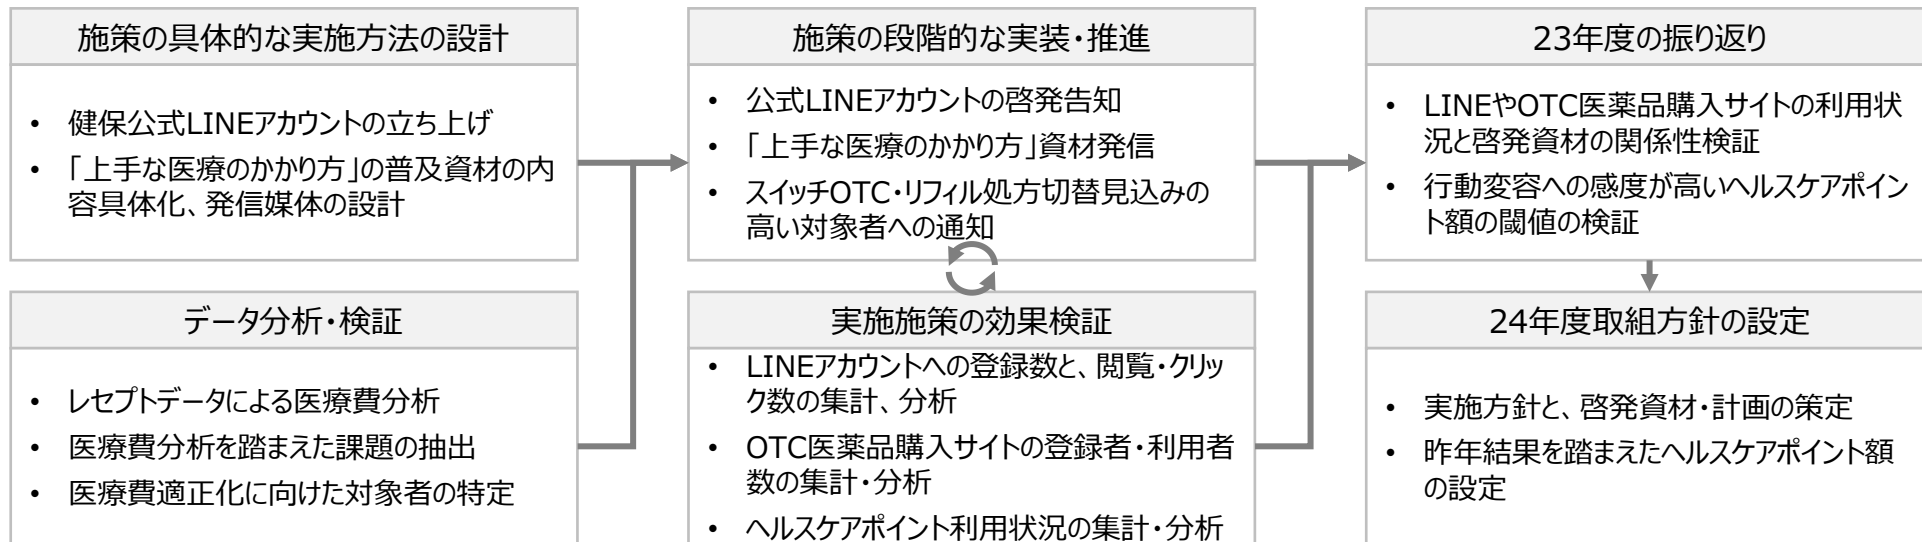 施策の具体的な実施方法の設計
• 健保公式LINEアカウントの立ち上げ
• 「上手な医療のかかり方」の普及資材の内
容具体化、発信媒体の設計
データ分析・検証
• レセプトデータによる医療費分析
• 医療費分析を踏まえた課題の抽出
• 医療費適正化に向けた対象者の特定
施策の段階的な実装・推進
• 公式LINEアカウントの啓発告知
• 「上手な医療のかかり方」資材発信
• スイッチOTC・リフィル処方切替見込みの
高い対象者への通知
実施施策の効果検証
• LINEアカウントへの登録数と、閲覧・クリッ
ク数の集計、分析
• OTC医薬品購入サイトの登録者・利用者
数の集計・分析
• ヘルスケアポイント利用状況の集計・分析
23年度の振り返り
• LINEやOTC医薬品購入サイトの利用状
況と啓発資材の関係性検証
• 行動変容への感度が高いヘルスケアポイン
ト額の閾値の検証
24年度取組方針の設定
• 実施方針と、啓発資材・計画の策定
• 昨年結果を踏まえたヘルスケアポイント額
の設定